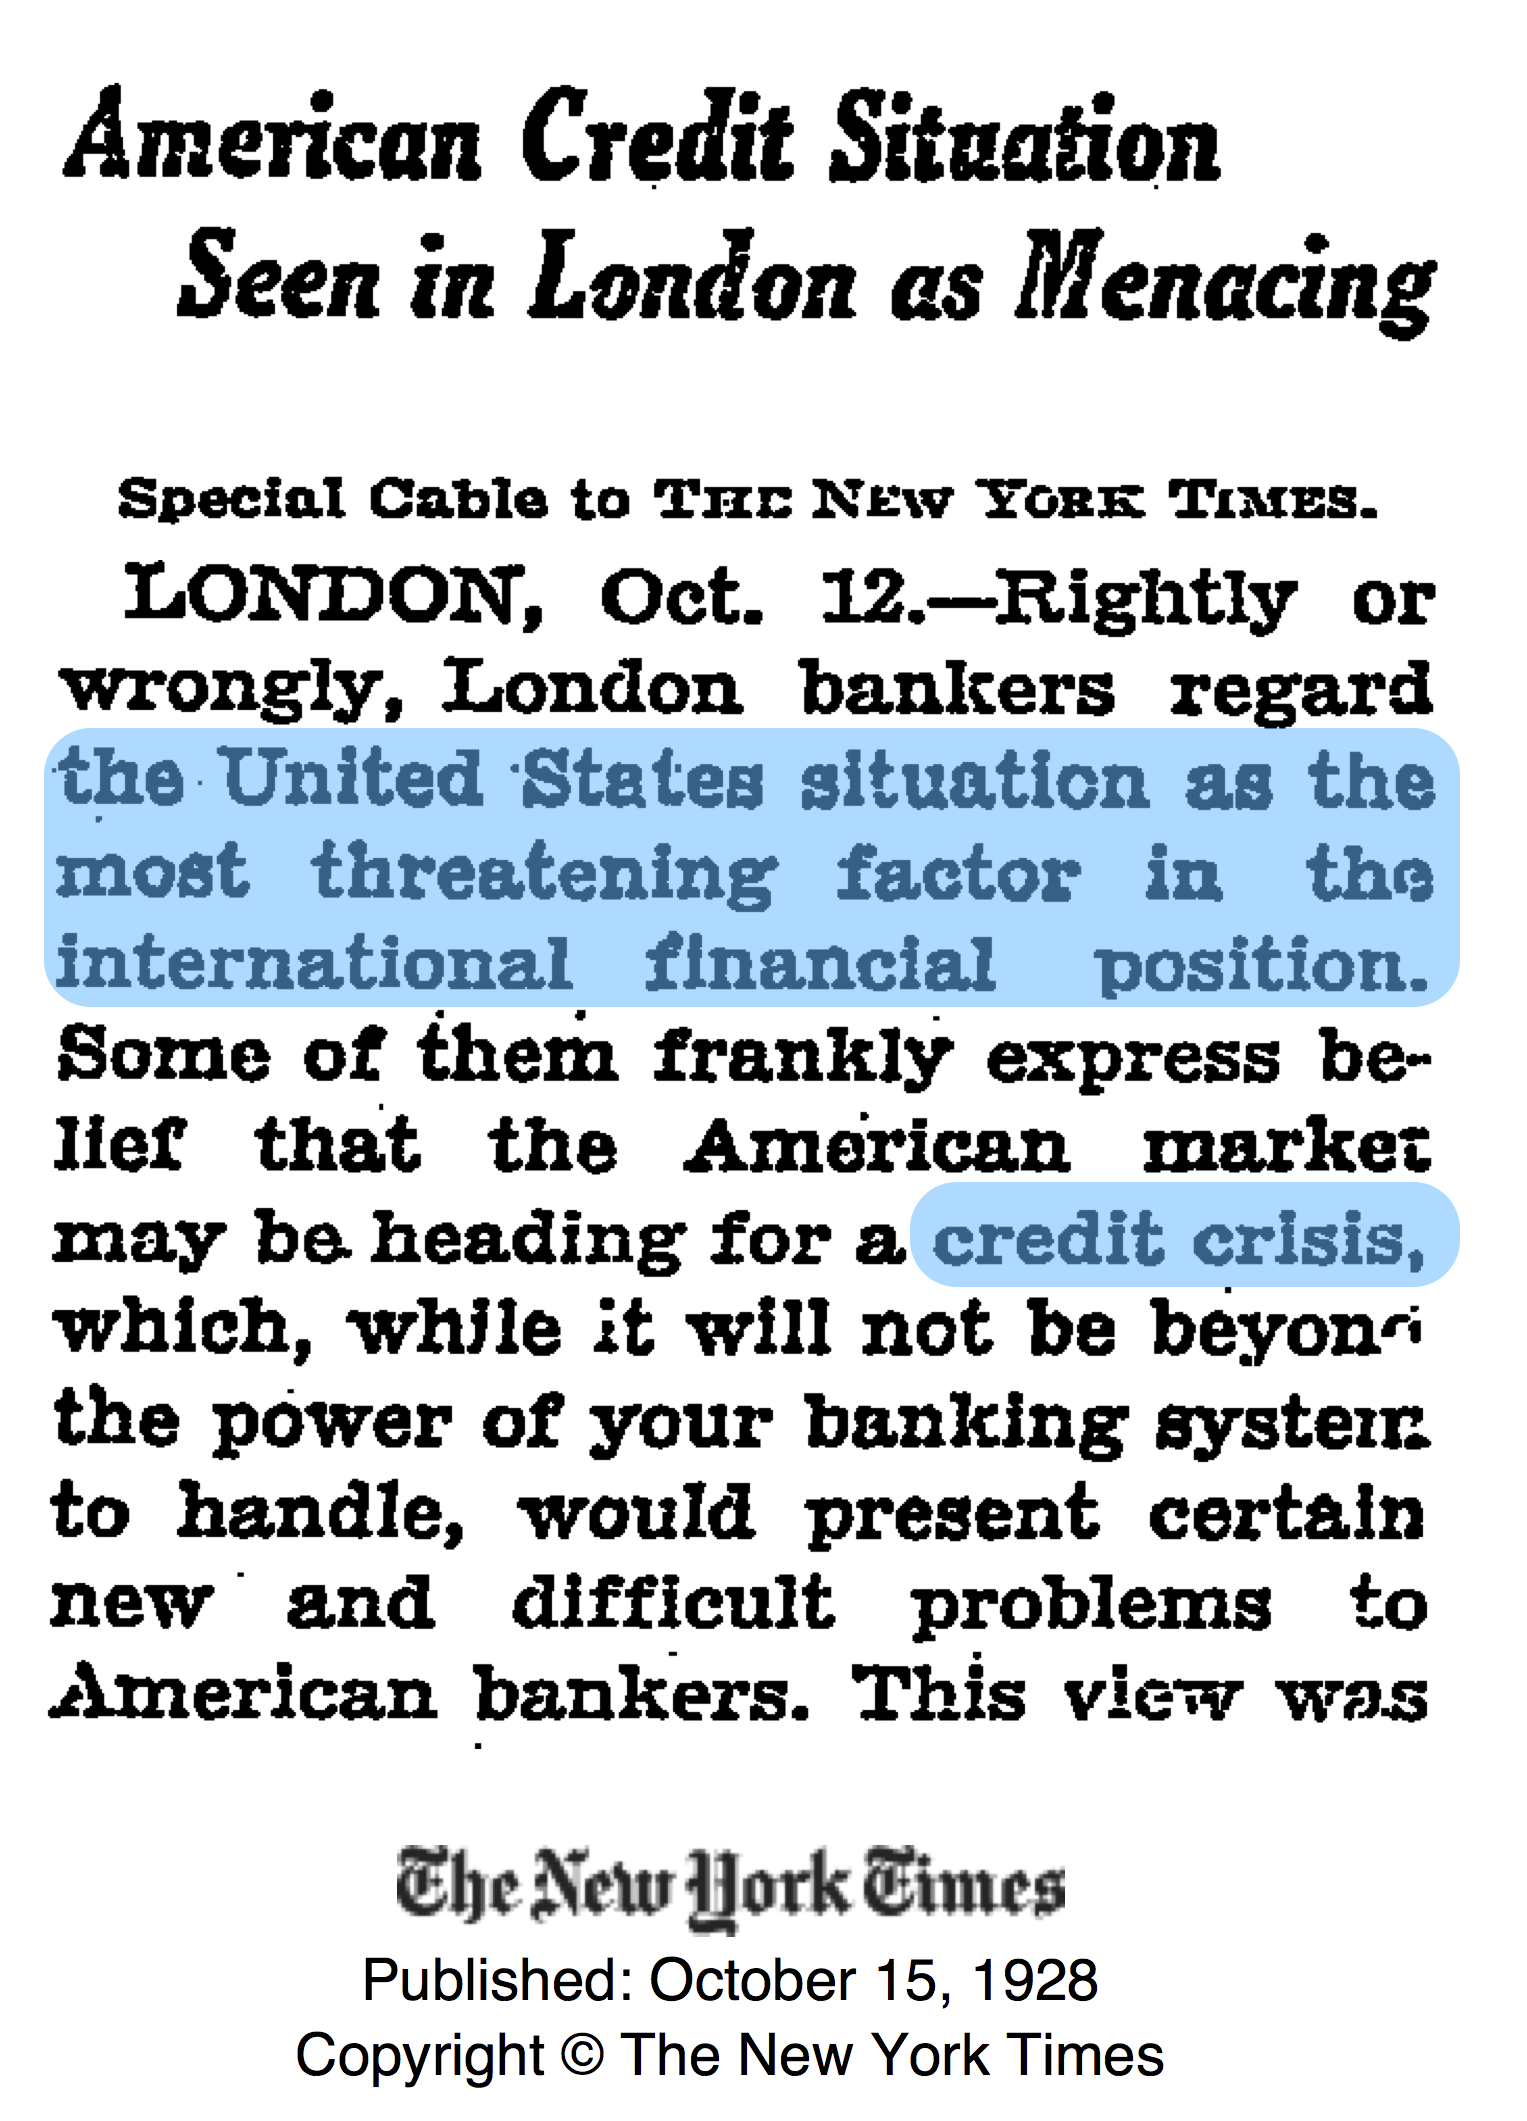 American Credit Situation
Seen in London as Menacing
Special Cable to THE NEW YORK TIMES.
LONDON, Oct. 12.—Rightly or
wrongly, London bankers regard
the United States situation as the
most threatening factor in the
international financial position.
Some of them frankly express be-
lief that the American market
may be heading for a credit crisis,
which, while it will not be beyond
the power of your banking system
to handle, would present certain
new and difficult problems to
American bankers. This view was
The New York Times
Published: October 15, 1928
Copyright © The New York Times